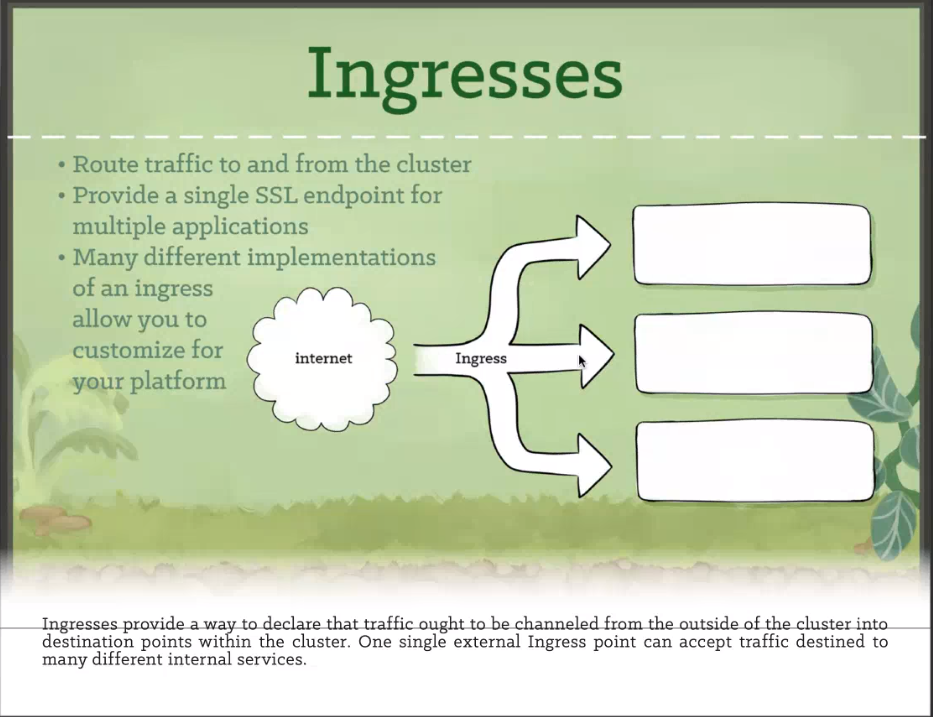 Ingresses
• Route traffic to and from the cluster
• Provide a single SSL endpoint for
multiple applications
• Many different implementations
of an ingress
allow you to
customize for
your platform
internet
Ingress
Ingresses provide a way to declare that traffic ought to be channeled from the outside of the cluster into
destination points within the cluster. One single external Ingress point can accept traffic destined to
many different internal services.